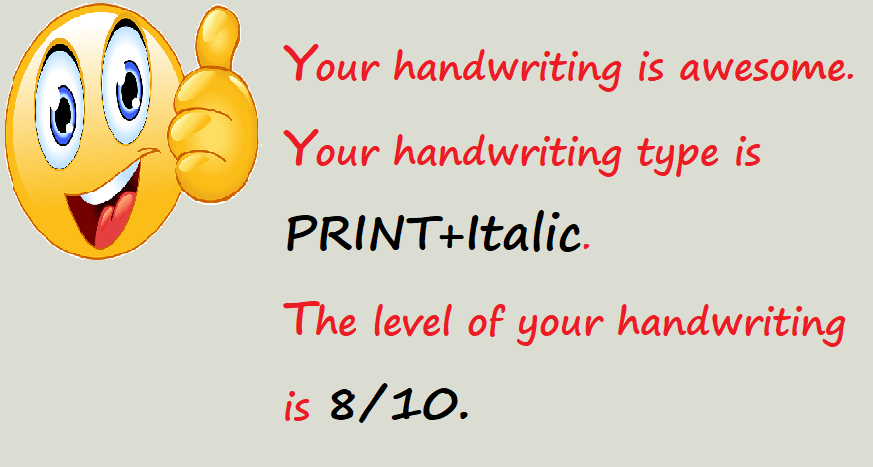 Your handwriting is awesome.
Your handwriting type is
PRINT+Italic.
The level of your handwriting
is 8/10.